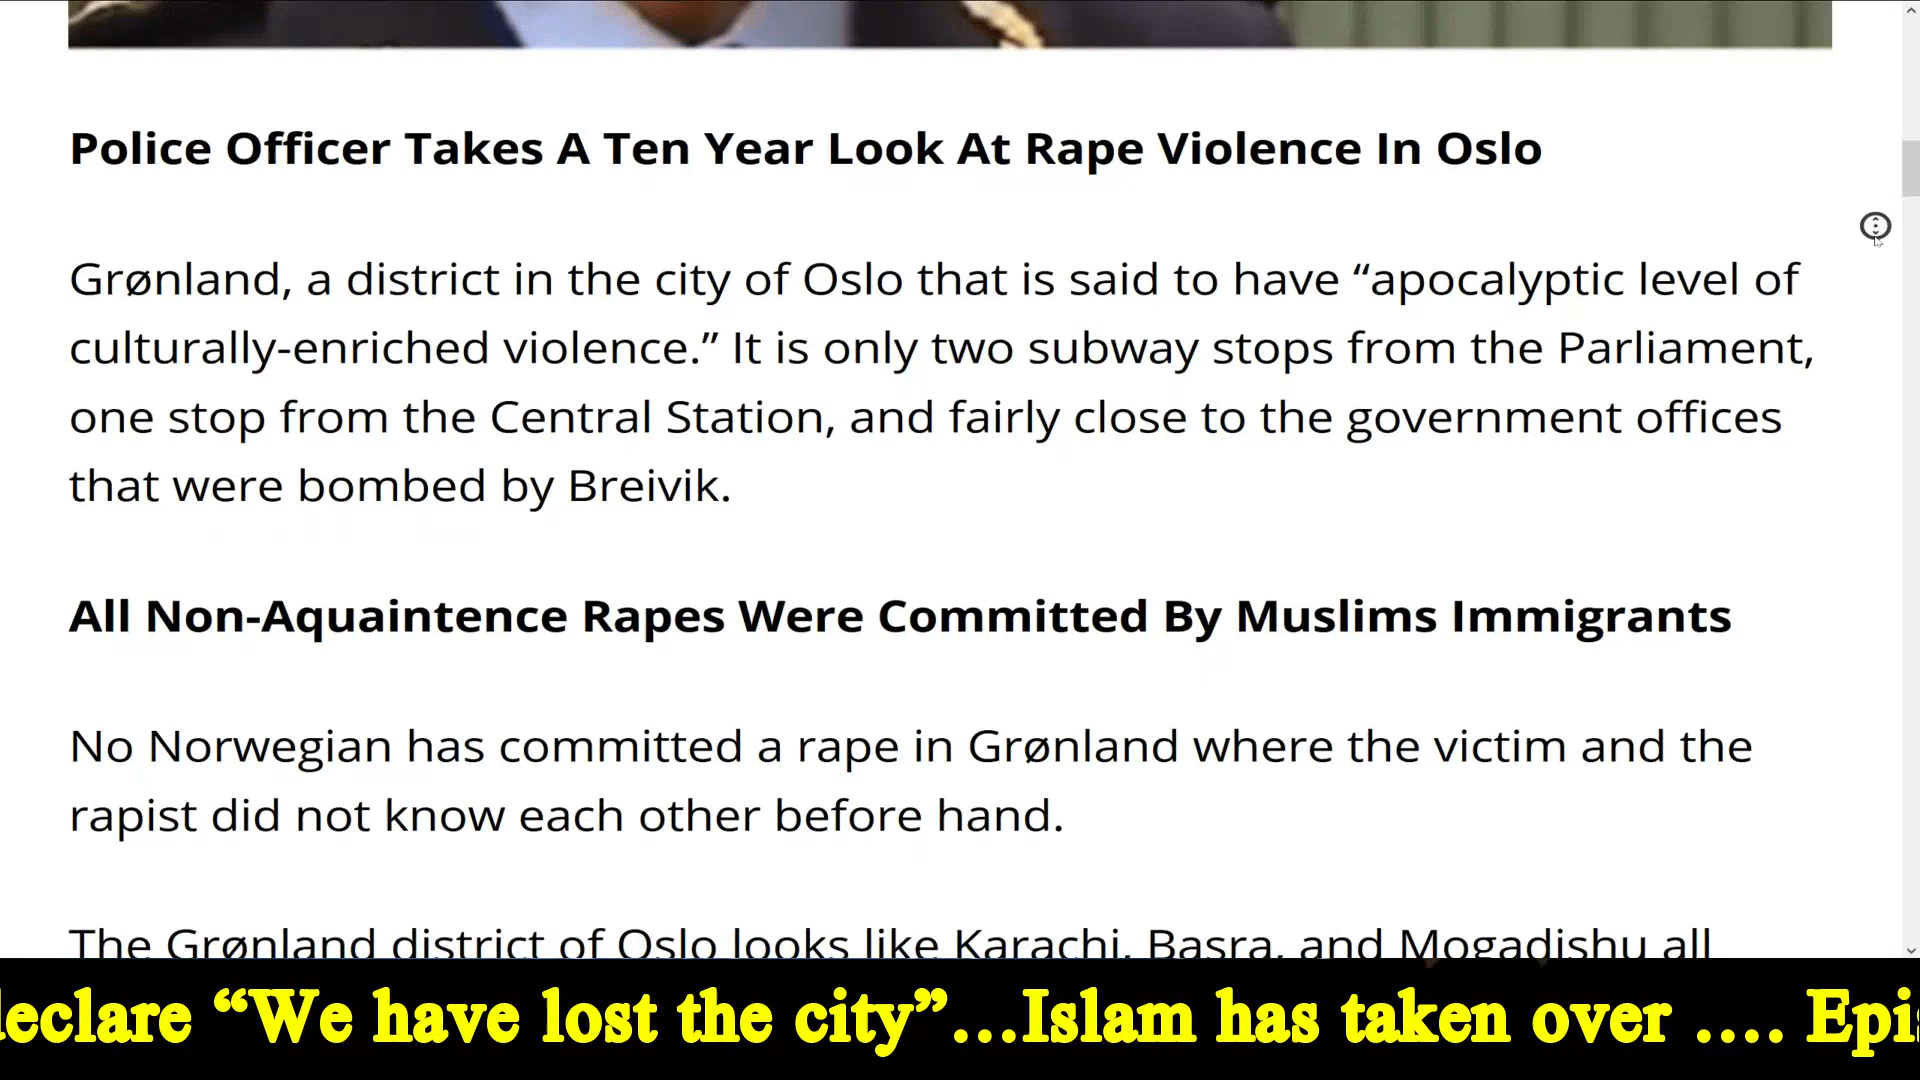 Police Officer Takes A Ten Year Look At Rape Violence In Oslo
Grønland, a district in the city of Oslo that is said to have “apocalyptic level of
culturally-enriched violence.” It is only two subway stops from the Parliament,
one stop from the Central Station, and fairly close to the government offices
that were bombed by Breivik.
All Non-Aquaintence Rapes Were Committed By Muslims Immigrants
No Norwegian has committed a rape in Grønland where the victim and the
rapist did not know each other before hand.
The Grønland district of Oslo looks like Karachi, Basra, and Mogadishu all
“We have lost the city”...Islam has taken over ....